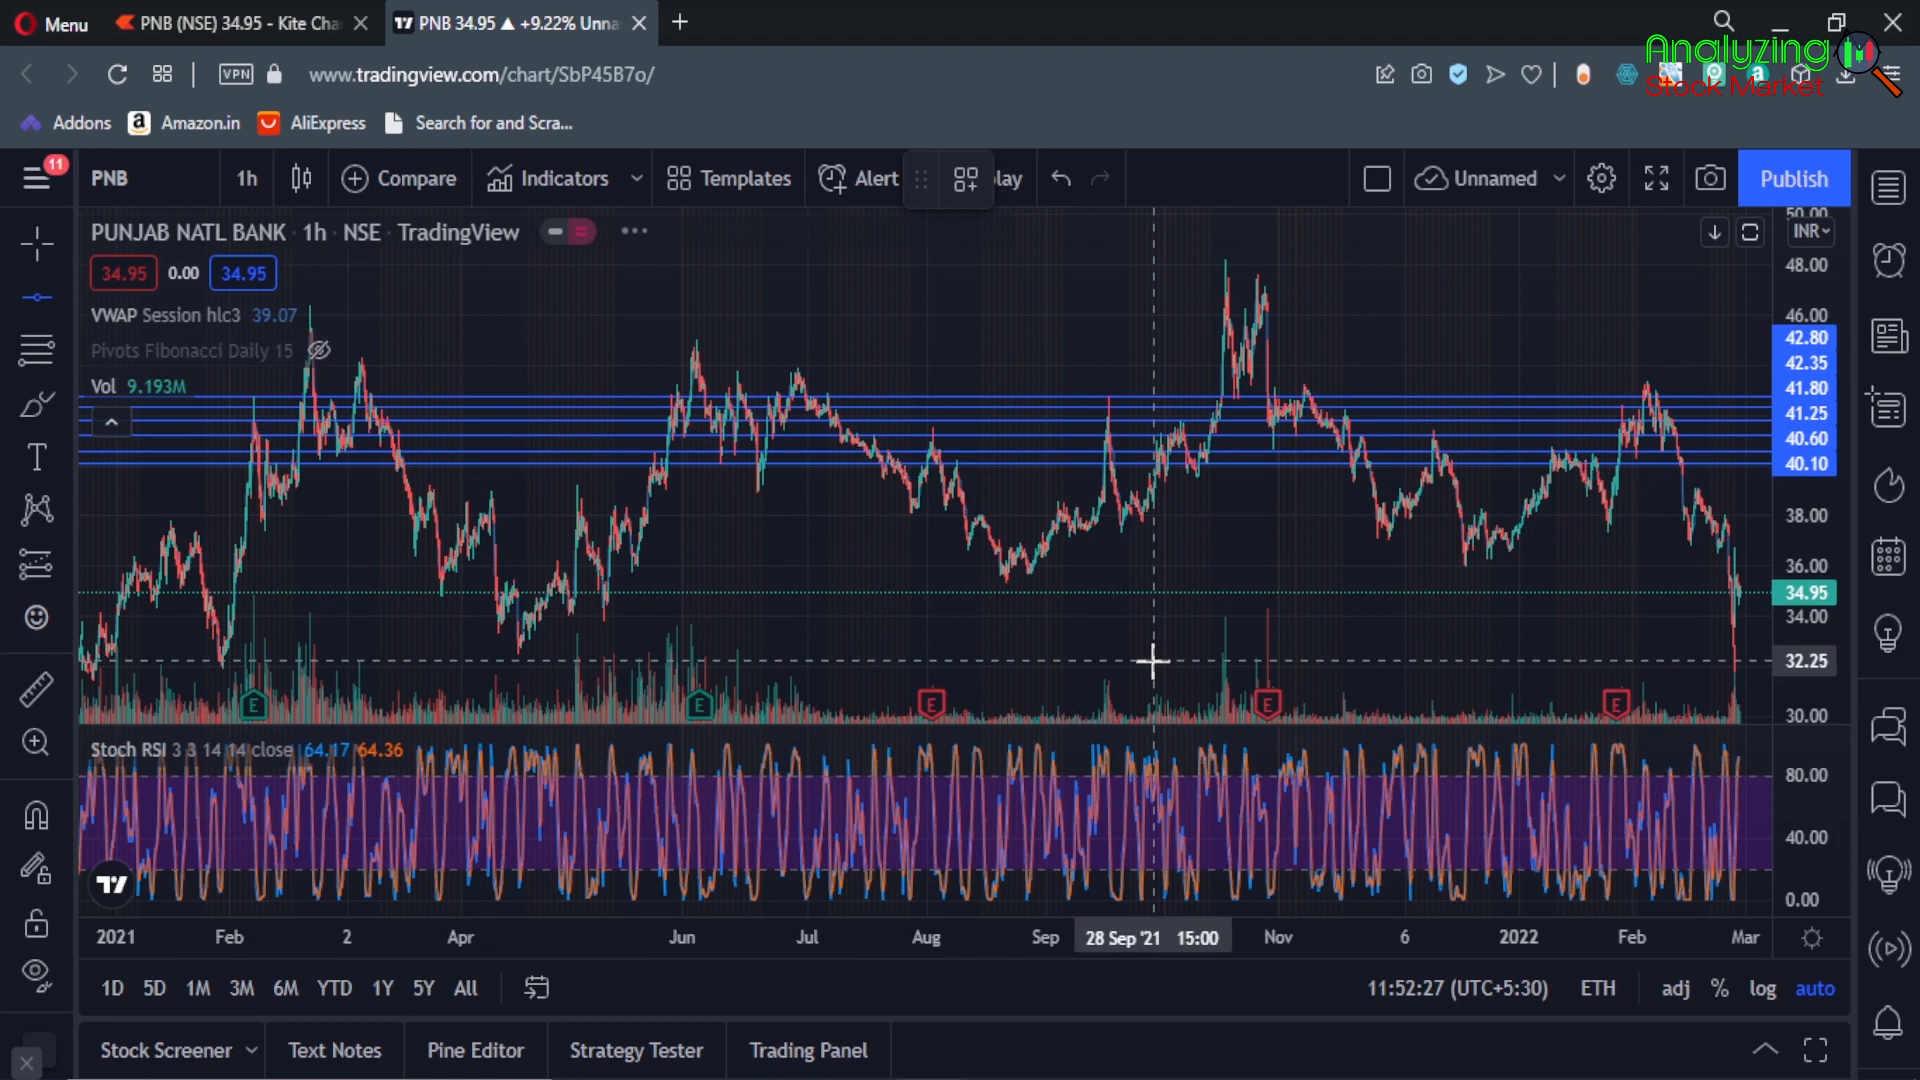 Menu
PNB (NSE) 34.95 - Kite Cha
PNB 34.95 ▲ +9.22% Unna
Analyzing
Stock Market
VPN
www.tradingview.com/chart/SbP45B7o/
Addons
Amazon.in
AliExpress
Search for and Scra...
11
PNB
1h
Compare
Indicators
Templates
Alert
lay
Unnamed
Publish
PUNJAB NATL BANK · 1h · NSE · TradingView
34.95 0.00 34.95
VWAP Session hlc3 39.07
Pivots Fibonacci Daily 15
Vol 9.193M
50.00
INR
48.00
46.00
42.80
42.35
41.80
41.25
40.60
40.10
38.00
36.00
34.95
34.00
32.25
30.00
E E E E E
Stoch RSI 3 3 14 14 close 64.17 64.36
80.00
40.00
0.00
2021 Feb 2 Apr Jun Jul Aug Sep 28 Sep '21 15:00 Nov 6 2022 Feb Mar
1D 5D 1M 3M 6M YTD 1Y 5Y All
11:52:27 (UTC+5:30) ETH adj % log auto
Stock Screener Text Notes Pine Editor Strategy Tester Trading Panel